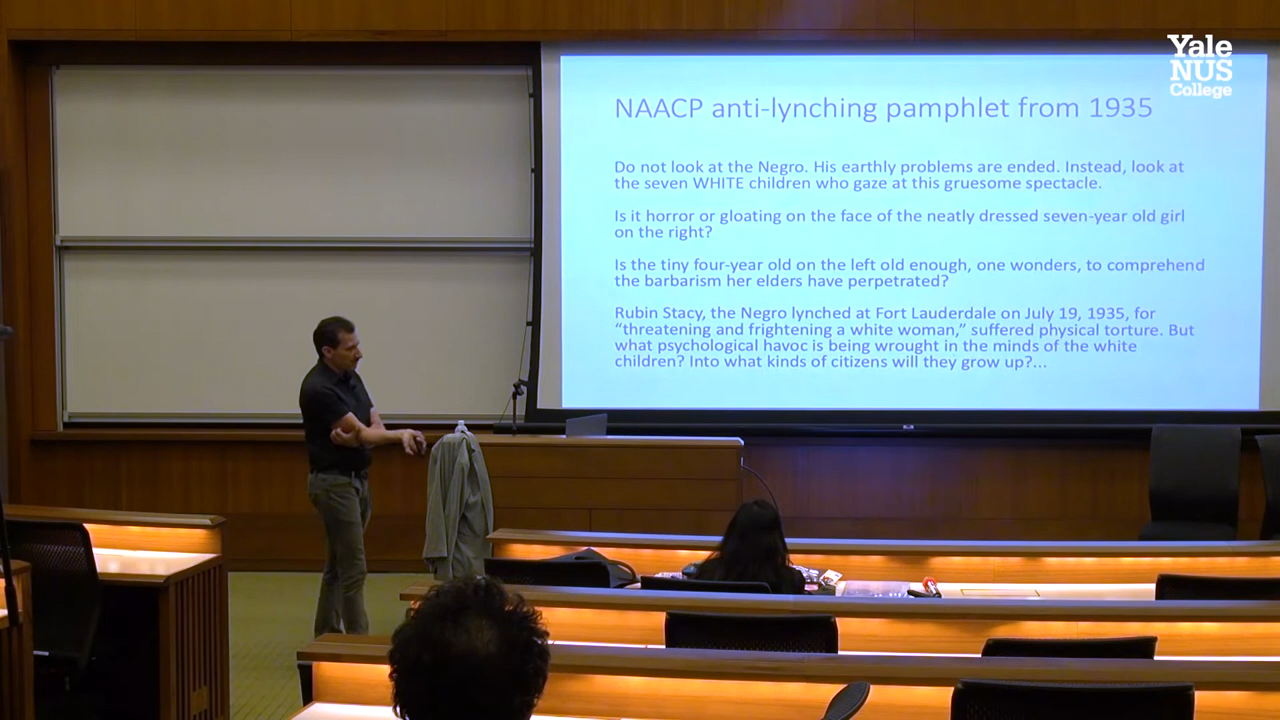 Yale
NUS
College
NAACP anti-lynching pamphlet from 1935
Do not look at the Negro. His earthly problems are ended. Instead, look at
the seven WHITE children who gaze at this gruesome spectacle.
Is it horror or gloating on the face of the neatly dressed seven-year old girl
on the right?
Is the tiny four-year old on the left old enough, one wonders, to comprehend
the barbarism her elders have perpetrated?
Rubin Stacy, the Negro lynched at Fort Lauderdale on July 19, 1935, for
“threatening and frightening a white woman,” suffered physical torture. But
what psychological havoc is being wrought in the minds of the white
children? Into what kinds of citizens will they grow up?...